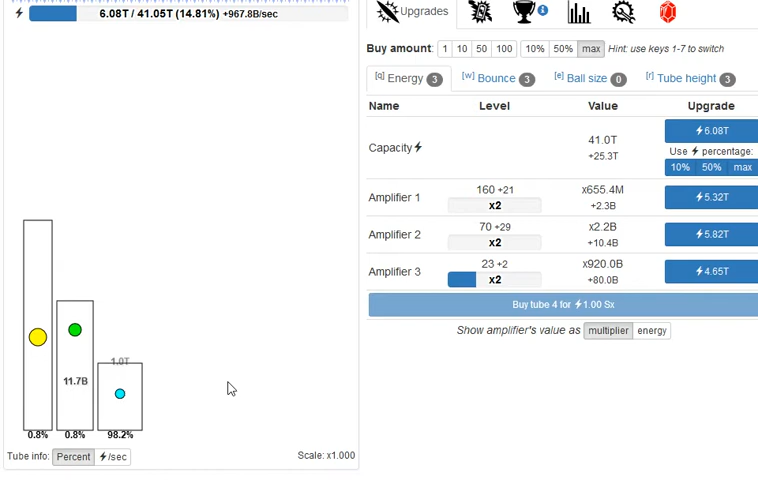 6.08T / 41.05T (14.81%) +967.8B/sec
1.0T
11.7B
0.8% 0.8% 98.2%
Tube info: Percent /sec Scale: x1.000
Upgrades
Buy amount: 1 10 50 100 10% 50% max Hint: use keys 1-7 to switch
[q] Energy 3 [w] Bounce 3 [e] Ball size 0 [r] Tube height 3
Name Level Value Upgrade
Capacity 41.0T +25.3T 6.08T
Use percentage:
10% 50% max
Amplifier 1 160 +21 x2 x655.4M +2.3B 5.32T
Amplifier 2 70 +29 x2 x2.2B +10.4B 5.82T
Amplifier 3 23 +2 x2 x920.0B +80.0B 4.65T
Buy tube 4 for 1.00 Sx
Show amplifier's value as multiplier energy